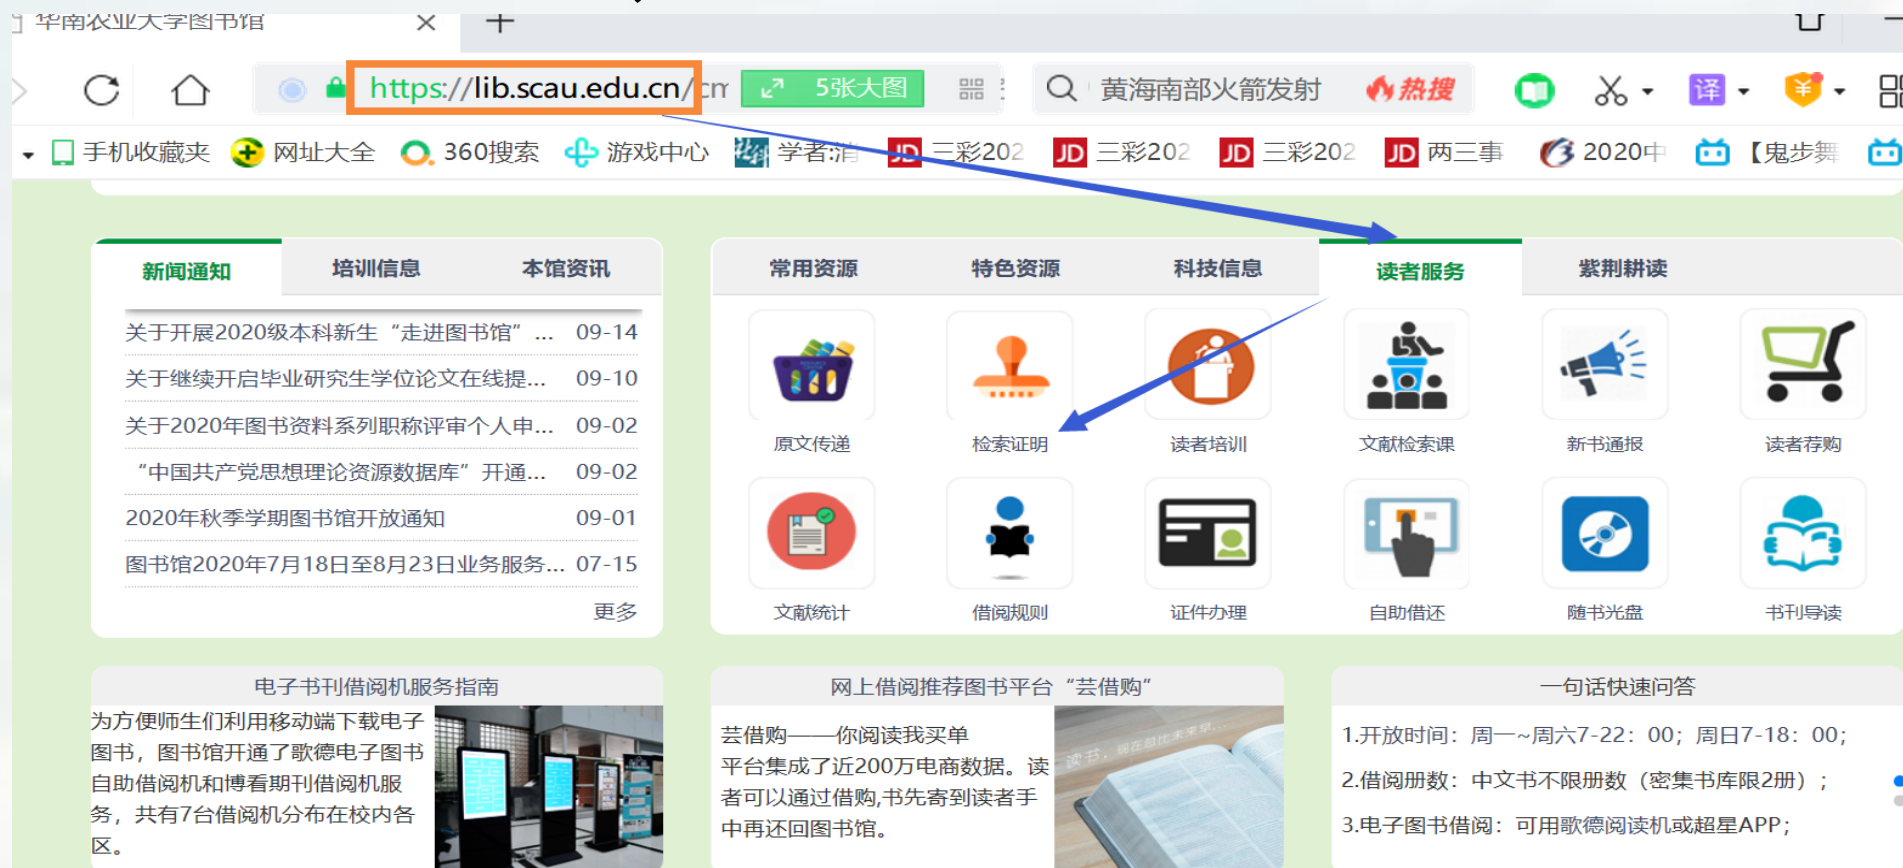 华南农业大学图书馆
https://lib.scau.edu.cn/cm
5张大图
黄海南部火箭发射
热搜
译
手机收藏夹
网址大全
360搜索
游戏中心
学者:消
JD 三彩202
JD 三彩202
JD 三彩202
JD 两三事
2020中
【鬼步舞
新闻通知 培训信息 本馆资讯
关于开展2020级本科新生“走进图书馆”... 09-14
关于继续开启毕业研究生学位论文在线提... 09-10
关于2020年图书资料系列职称评审个人申... 09-02
“中国共产党思想理论资源数据库”开通... 09-02
2020年秋季学期图书馆开放通知 09-01
图书馆2020年7月18日至8月23日业务服务... 07-15
更多
常用资源 特色资源 科技信息 读者服务 紫荆耕读
原文传递 检索证明 读者培训 文献检索课 新书通报 读者荐购
文献统计 借阅规则 证件办理 自助借还 随书光盘 书刊导读
电子书刊借阅机服务指南
为方便师生们利用移动端下载电子
图书，图书馆开通了歌德电子图书
自助借阅机和博看期刊借阅机服
务，共有7台借阅机分布在校内各
区。
网上借阅推荐图书平台“芸借购”
芸借购——你阅读我买单
平台集成了近200万电商数据。读
者可以通过借购,书先寄到读者手
中再还回图书馆。
读书，现在总比未来早...
一句话快速问答
1.开放时间：周一~周六7-22：00；周日7-18：00；
2.借阅册数：中文书不限册数（密集书库限2册）；
3.电子图书借阅：可用歌德阅读机或超星APP；